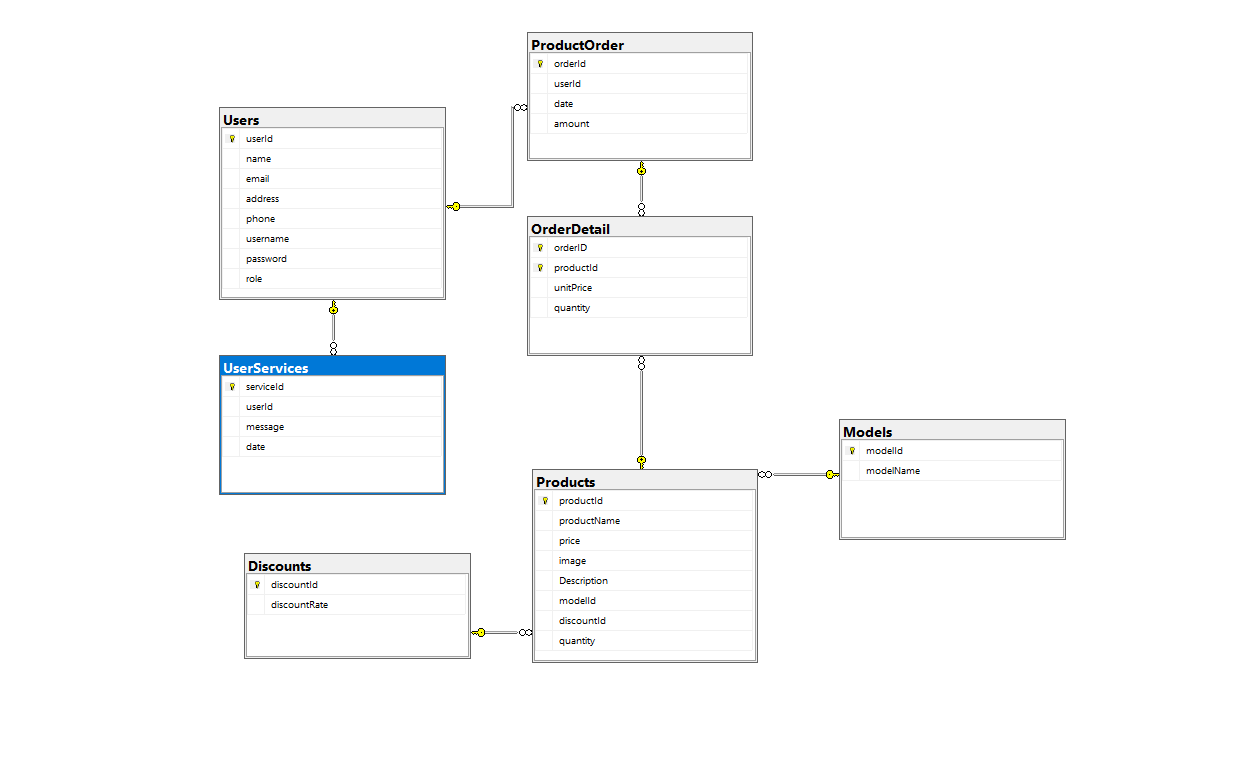 ProductOrder
orderId
userId
date
amount
Users
userId
name
email
address
phone
username
password
role
OrderDetail
orderID
productId
unitPrice
quantity
UserServices
serviceId
userId
message
date
Models
modelId
modelName
Products
productId
productName
price
image
Description
modelId
discountId
quantity
Discounts
discountId
discountRate